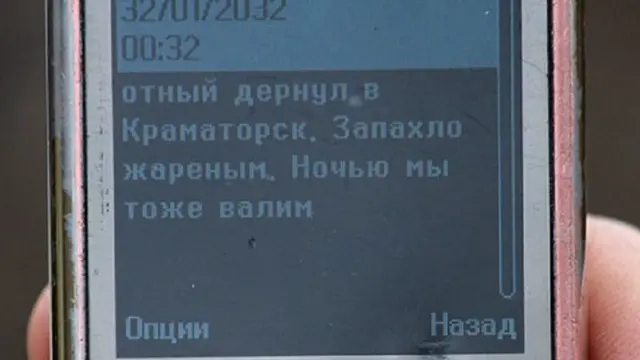 32/01/2032
00:32
отный дернул в
Краматорск. Запахло
жареным. Ночью мы
тоже валим
Опции Назад